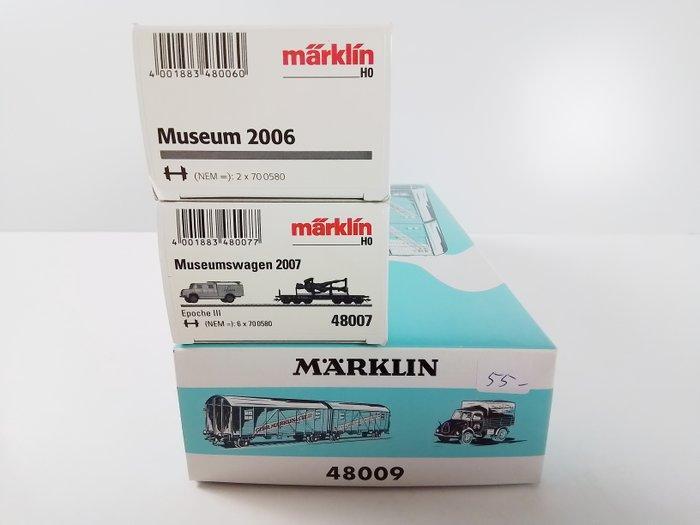 märklin
H0
4 001883 480060
Museum 2006
(NEM =): 2 x 70 0580
märklin
H0
4 001883 480077
Museumswagen 2007
Epoche III
(NEM =): 6 x 70 0580
48007
MÄRKLIN
55,-
48009